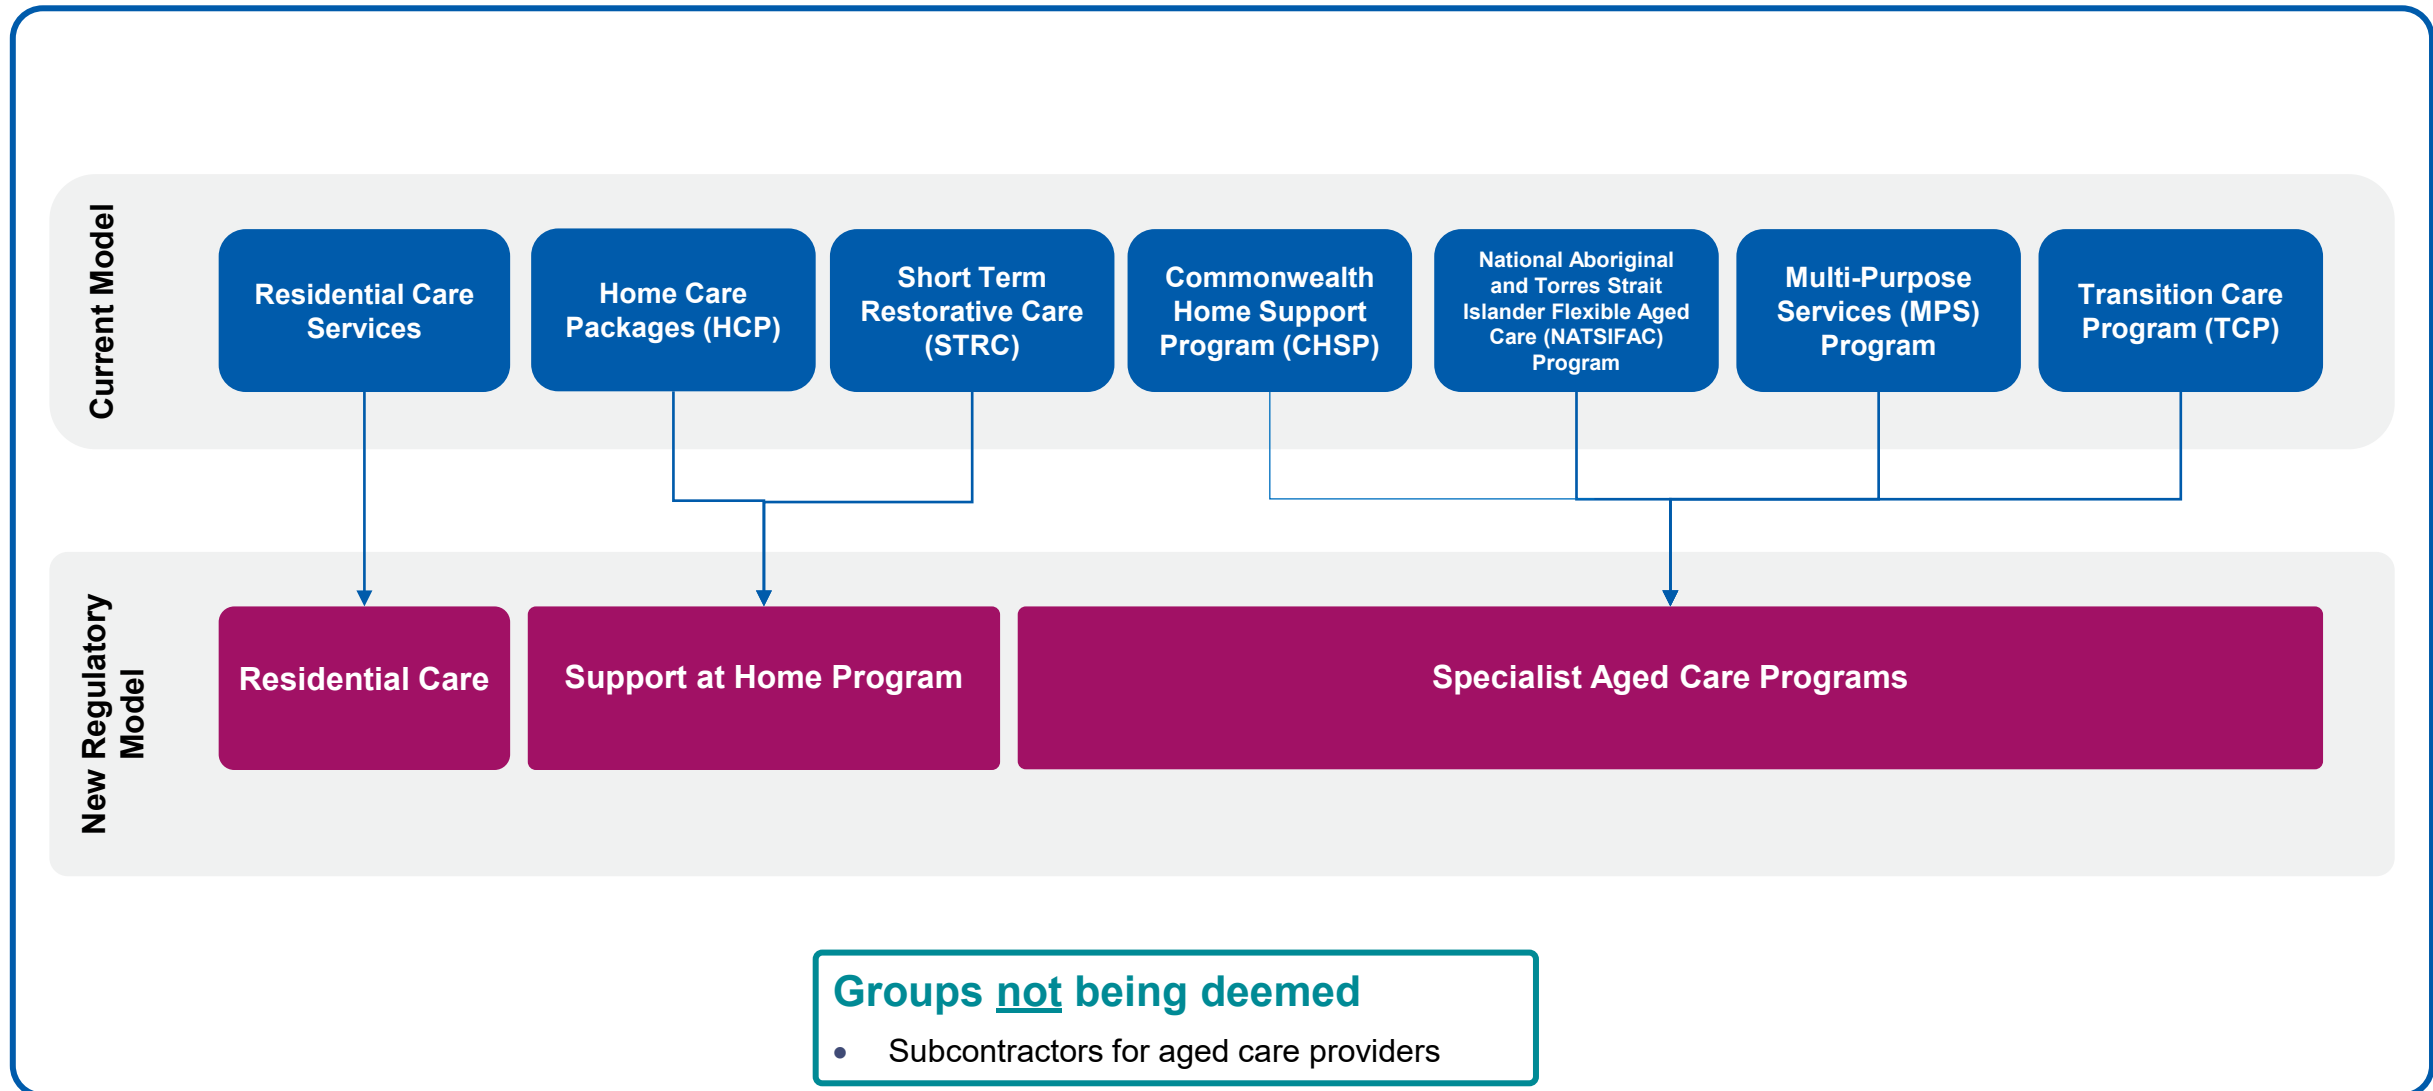 Current Model
Residential Care
Services
Home Care
Packages (HCP)
Short Term
Restorative Care
(STRC)
Commonwealth
Home Support
Program (CHSP)
National Aboriginal
and Torres Strait
Islander Flexible Aged
Care (NATSIFAC)
Program
Multi-Purpose
Services (MPS)
Program
Transition Care
Program (TCP)
New Regulatory
Model
Residential Care
Support at Home Program
Specialist Aged Care Programs
Groups not being deemed
• Subcontractors for aged care providers